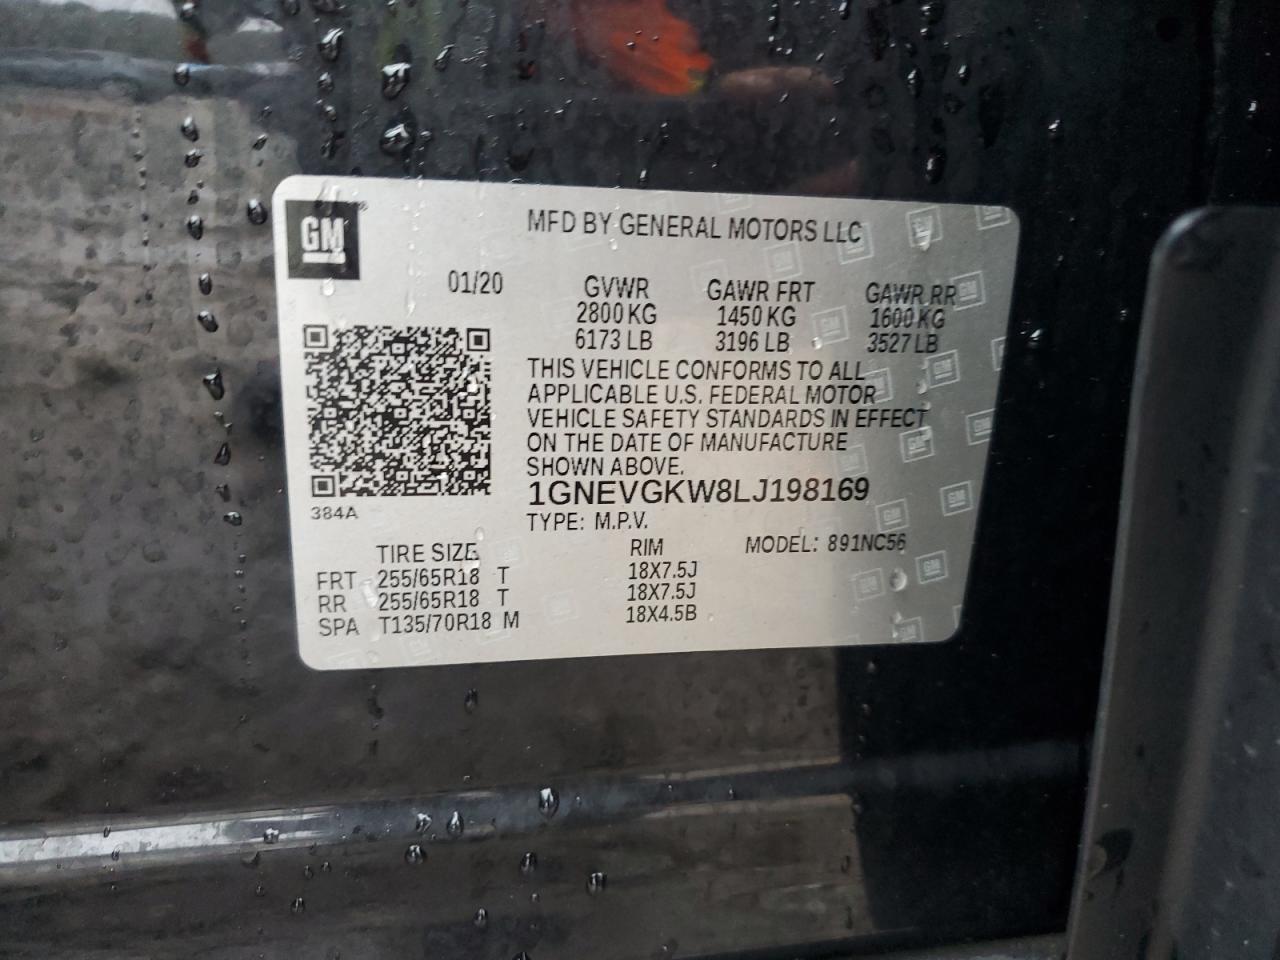 GM
MFD BY GENERAL MOTORS LLC
01/20 GVWR GAWR FRT GAWR RR
2800 KG 1450 KG 1600 KG
6173 LB 3196 LB 3527 LB
THIS VEHICLE CONFORMS TO ALL
APPLICABLE U.S. FEDERAL MOTOR
VEHICLE SAFETY STANDARDS IN EFFECT
ON THE DATE OF MANUFACTURE
SHOWN ABOVE.
1GNEVGKW8LJ198169
384A
TYPE: M.P.V.
TIRE SIZE RIM MODEL: 891NC56
FRT 255/65R18 T 18X7.5J
RR 255/65R18 T 18X7.5J
SPA T135/70R18 M 18X4.5B